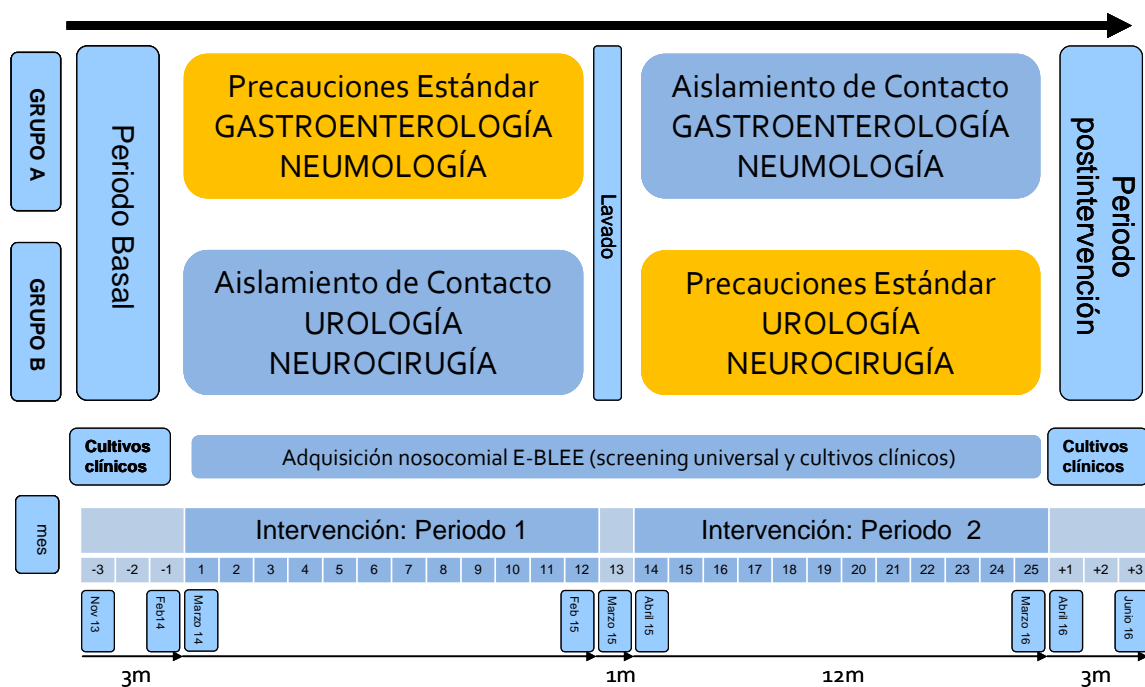 GRUPO A
Periodo Basal
Precauciones Estándar
GASTROENTEROLOGÍA
NEUMOLOGÍA
Lavado
Aislamiento de Contacto
GASTROENTEROLOGÍA
NEUMOLOGÍA
Periodo
postintervención
GRUPO B
Aislamiento de Contacto
UROLOGÍA
NEUROCIRUGÍA
Precauciones Estándar
UROLOGÍA
NEUROCIRUGÍA
Cultivos
clínicos
Adquisición nosocomial E-BLEE (screening universal y cultivos clínicos)
Cultivos
clínicos
mes
Intervención: Periodo 1
Intervención: Periodo 2
-3 -2 -1 1 2 3 4 5 6 7 8 9 10 11 12 13 14 15 16 17 18 19 20 21 22 23 24 25 +1 +2 +3
Nov 13
Feb14
Marzo 14
Feb 15
Marzo 15
Abril 15
Marzo 16
Abril 16
Junio 16
3m 1m 12m 3m